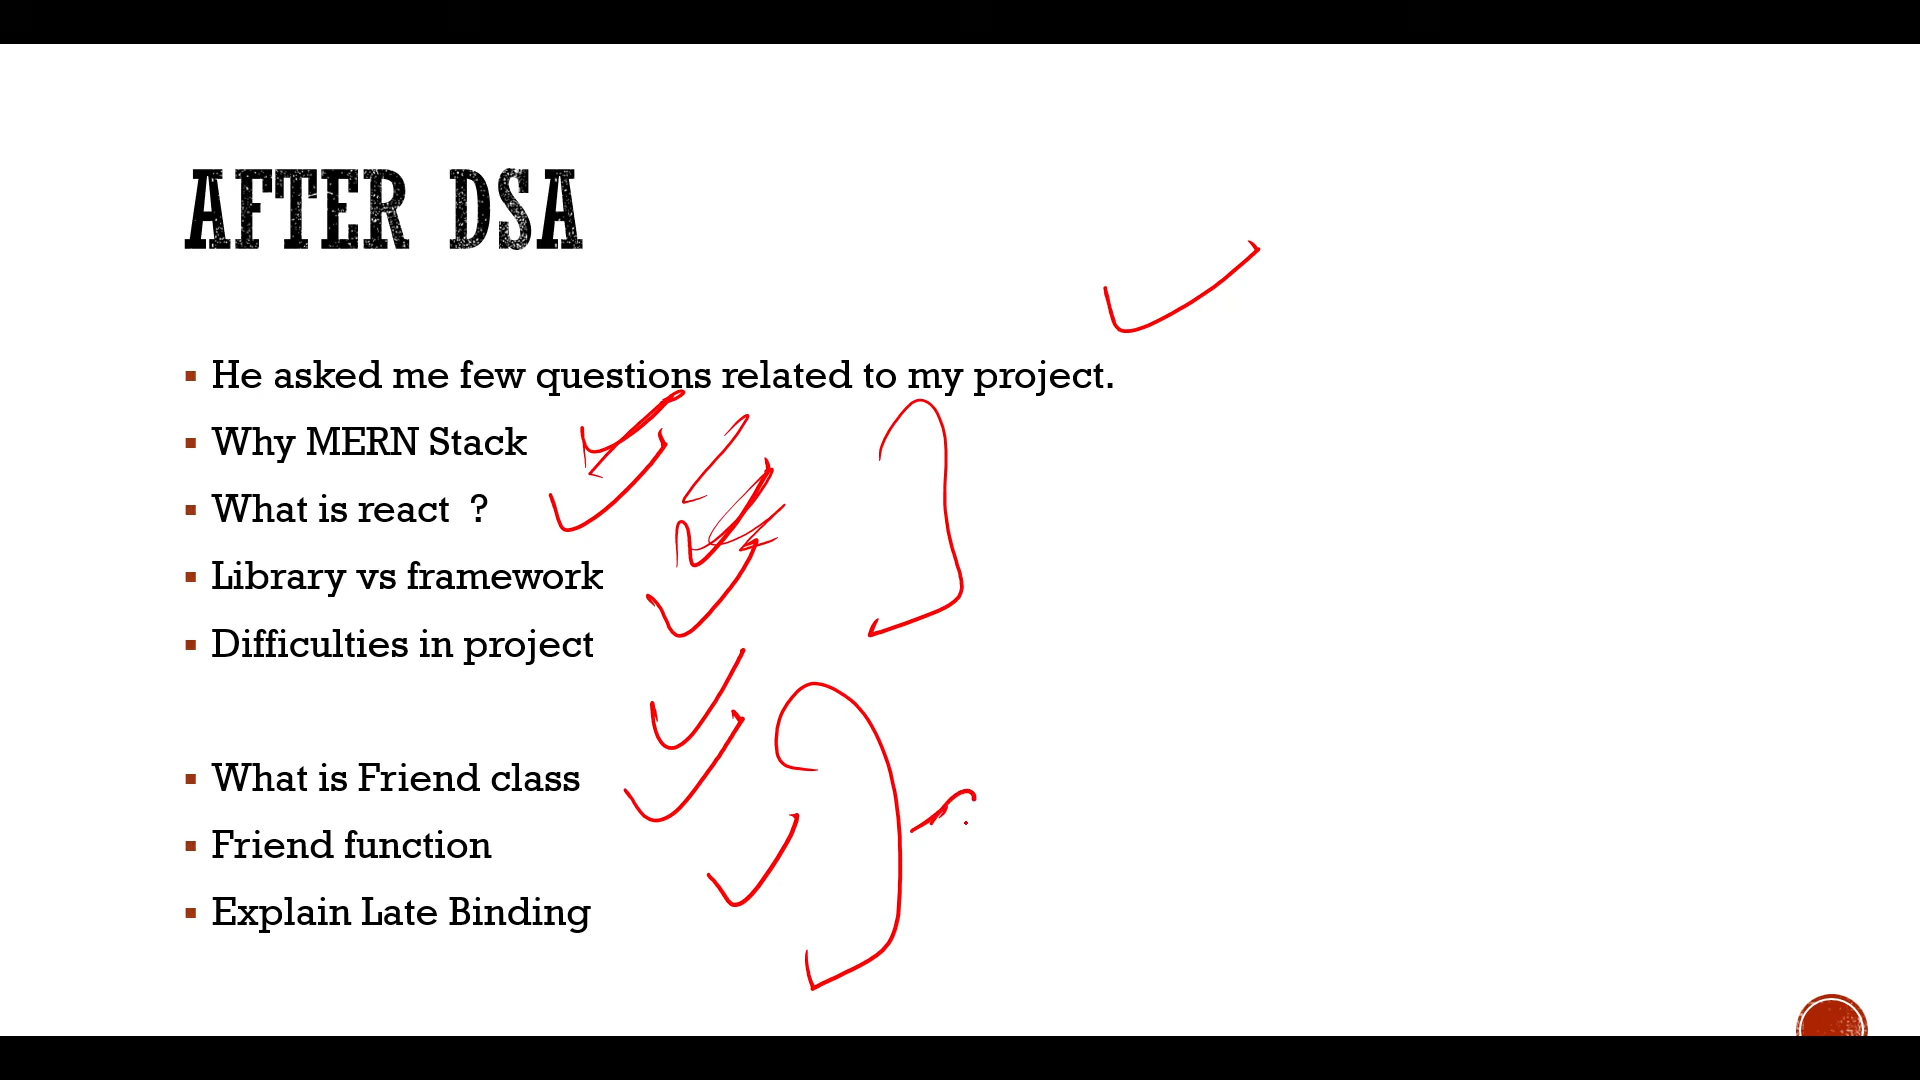 AFTER DSA
He asked me few questions related to my project.
Why MERN Stack
What is react ?
Library vs framework
Difficulties in project
What is Friend class
Friend function
Explain Late Binding